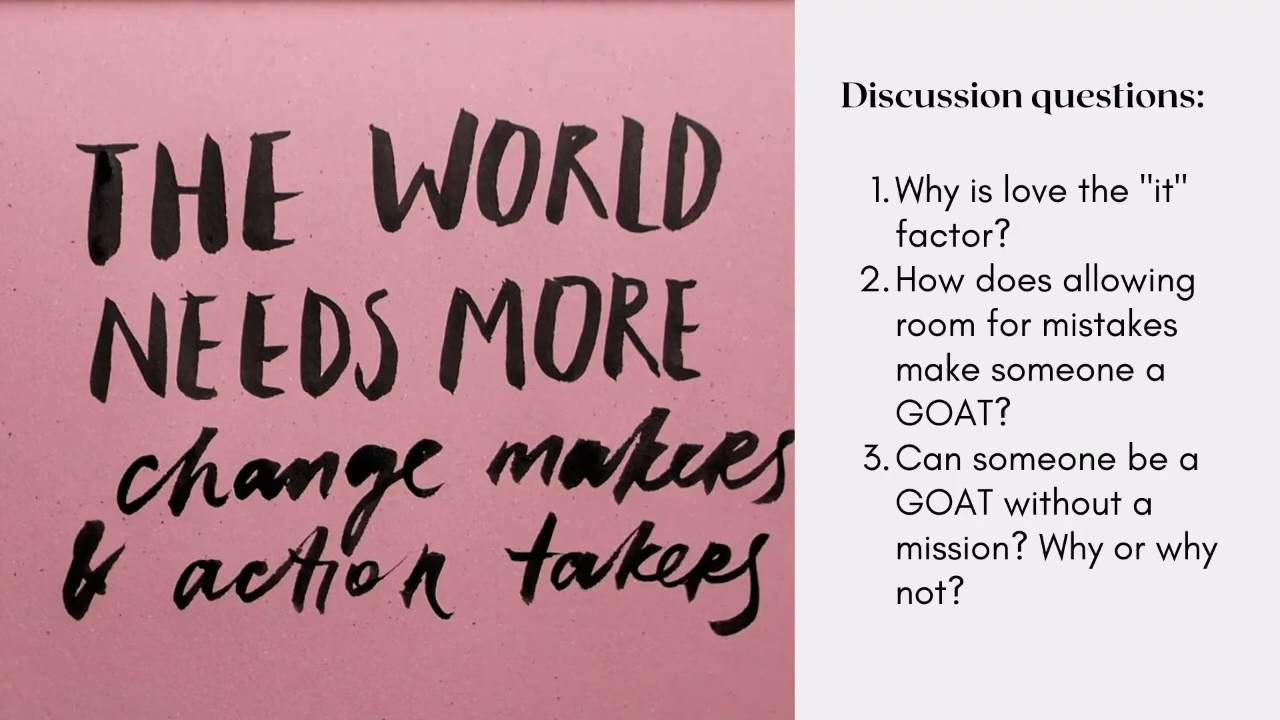 THE WORLD
NEEDS MORE
change makers
& action takers
Discussion questions:
1. Why is love the "it"
factor?
2. How does allowing
room for mistakes
make someone a
GOAT?
3. Can someone be a
GOAT without a
mission? Why or why
not?